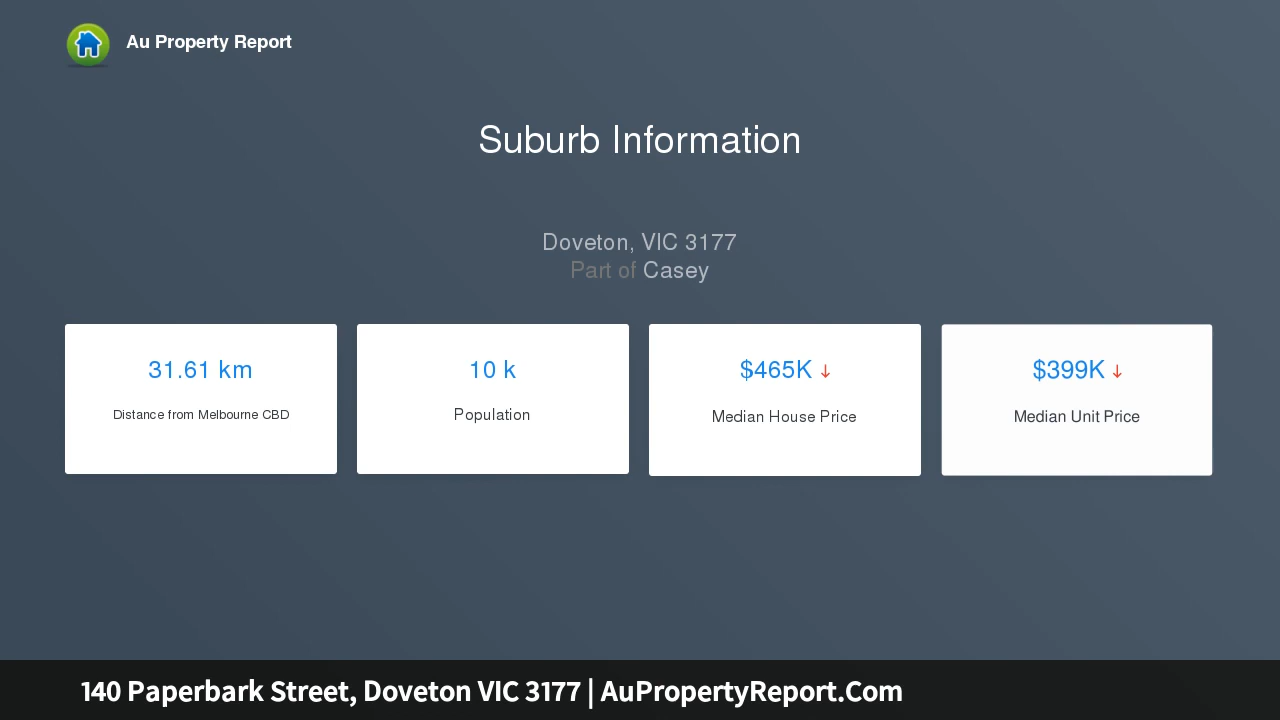 Au Property Report
Suburb Information
Doveton, VIC 3177
Part of Casey
31.61 km
Distance from Melbourne CBD
10 k
Population
$465K ↓
Median House Price
$399K ↓
Median Unit Price
140 Paperbark Street, Doveton VIC 3177 | AuPropertyReport.Com